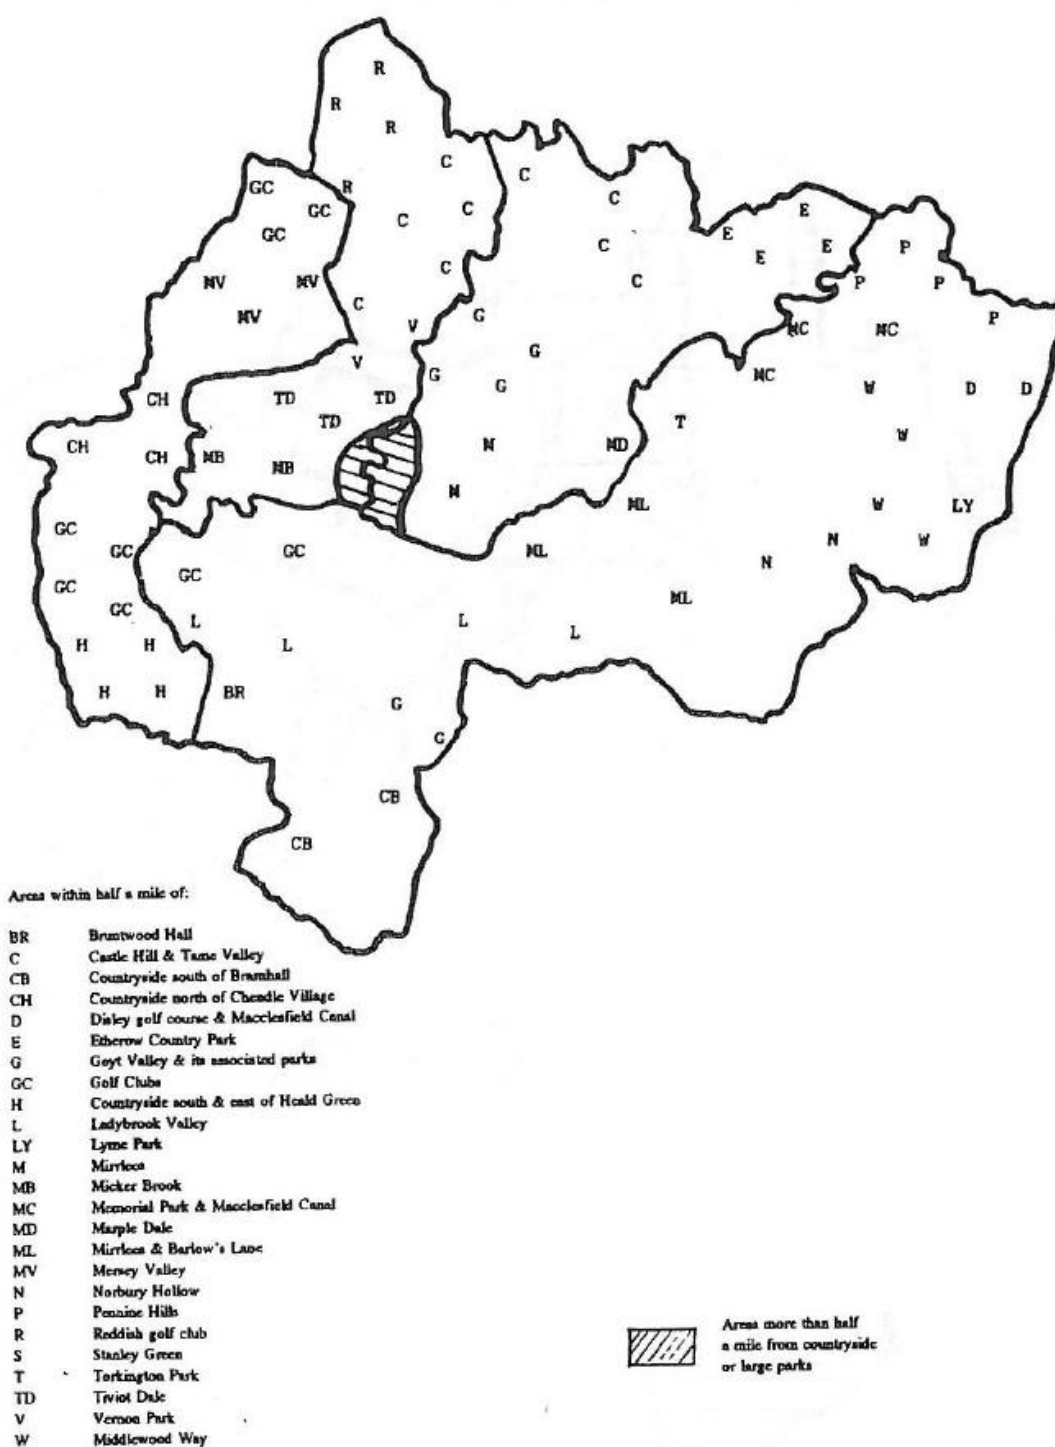 R
R
R
C
C
GC
R
C
E
GC
C
C
GC
C
E
E
P
C
E
MV
MV
C
C
P
P
MV
C
G
V
MC
MC
P
V
G
G
MC
CH
TD
TD
G
W
D
D
TD
T
CH
CH
MB
MB
M
MD
W
M
ML
W
LY
GC
GC
GC
ML
N
W
GC
GC
N
GC
ML
L
L
L
H
H
L
H
H
BR
G
G
CB
CB
Areas within half a mile of:
BR Bruntwood Hall
C Castle Hill & Tame Valley
CB Countryside south of Bramhall
CH Countryside north of Cheadle Village
D Disley golf course & Macclesfield Canal
E Etherow Country Park
G Goyt Valley & its associated parks
GC Golf Clubs
H Countryside south & east of Heald Green
L Ladybrook Valley
LY Lyme Park
M Mirrlees
MB Micker Brook
MC Memorial Park & Macclesfield Canal
MD Marple Dale
ML Mirrlees & Barlow's Lane
MV Mersey Valley
N Norbury Hollow
P Pennine Hills
R Reddish golf club
S Stanley Green
T Torkington Park
TD Tiviot Dale
V Vernon Park
W Middlewood Way
Areas more than half
a mile from countryside
or large parks